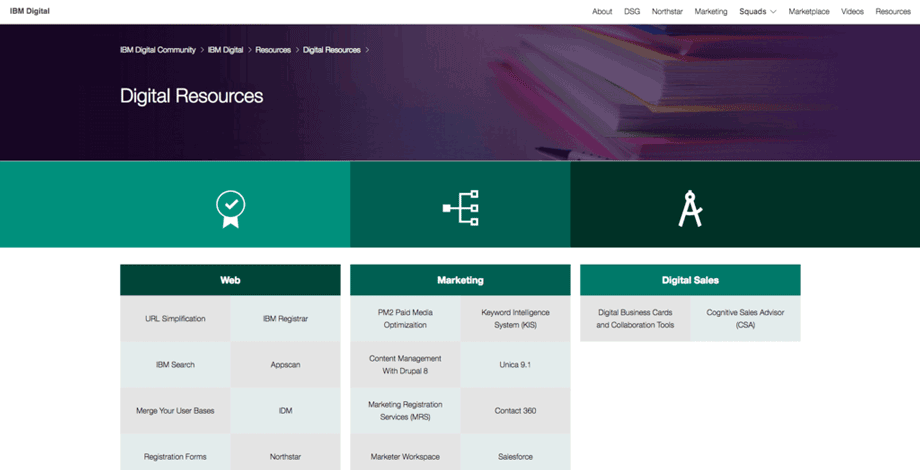 IBM Digital
About DSG Northstar Marketing Squads Marketplace Videos Resources
IBM Digital Community > IBM Digital > Resources > Digital Resources >
Digital Resources
Web
URL Simplification
IBM Registrar
IBM Search
Appscan
Merge Your User Bases
IDM
Registration Forms
Northstar
Marketing
PM2 Paid Media
Optimizaition
Keyword Intelligence
System (KIS)
Content Management
With Drupal 8
Unica 9.1
Marketing Registration
Services (MRS)
Contact 360
Marketer Workspace
Salesforce
Digital Sales
Digital Business Cards
and Collaboration Tools
Cognitive Sales Advisor
(CSA)